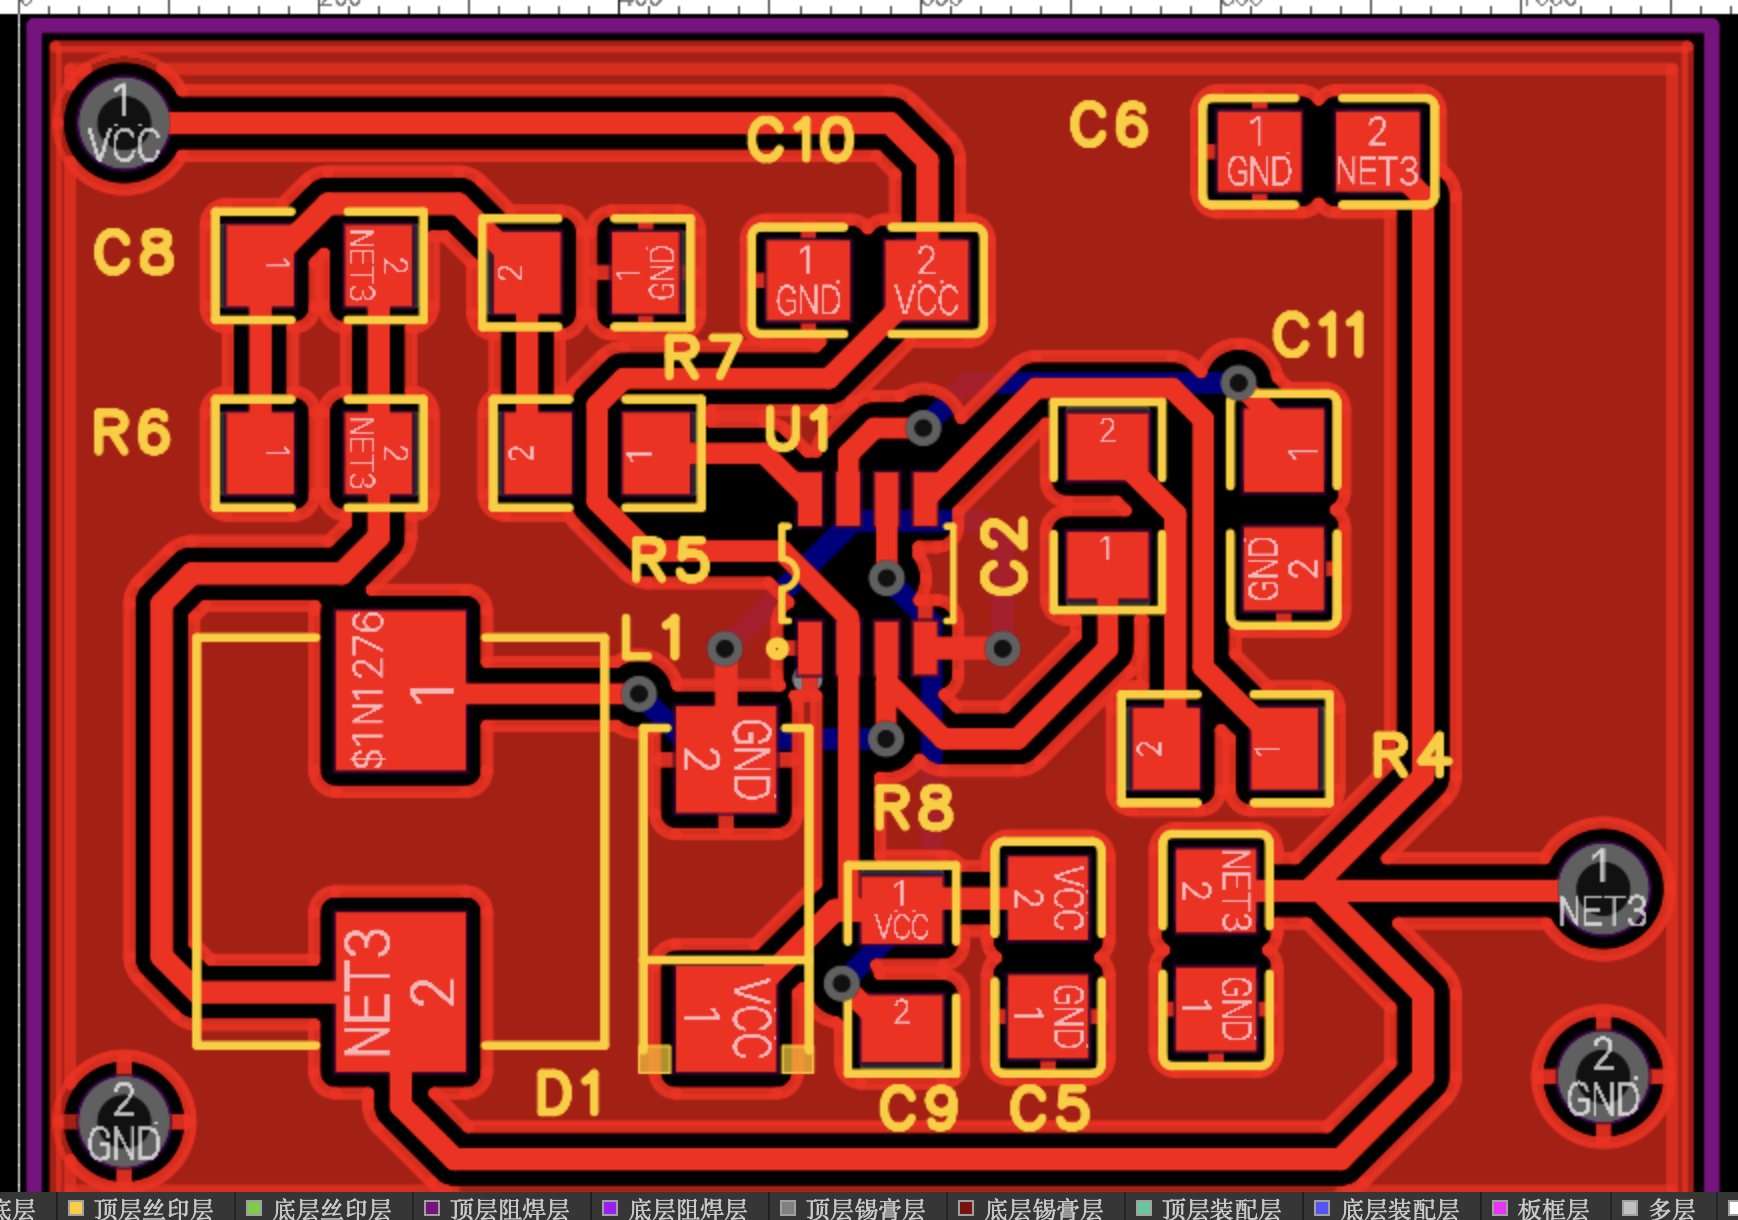 1
VCC
C10
C6
1
GND
2
NET3
C8
1
NET3
2
2
1
GND
1
GND
2
VCC
R7
C11
R6
1
NET3
2
2
1
U1
2
1
R5
C2
1
GND
2
L1
$1N1276
1
GND
2
2
1
R4
R8
1
VCC
2
VCC
2
NET3
1
NET3
NET3
2
1
VCC
2
1
GND
1
GND
2
GND
D1
C9
C5
2
GND
底层
顶层丝印层
底层丝印层
顶层阻焊层
底层阻焊层
顶层锡膏层
底层锡膏层
顶层装配层
底层装配层
板框层
多层